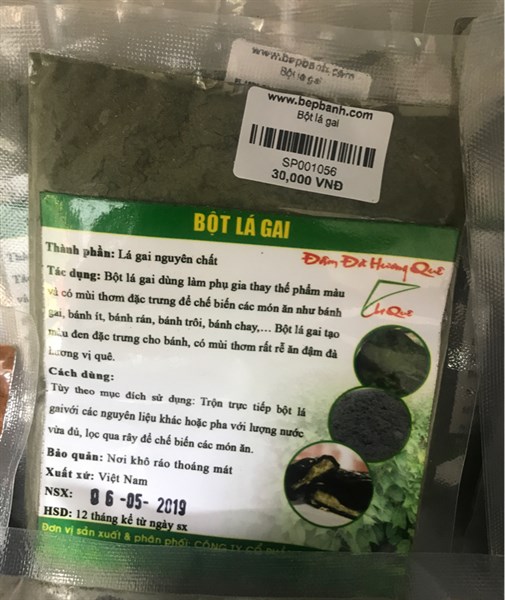 www.bepbanh.com
Bột lá gai
www.bepbanh.com
Bột lá gai
SP001056
30,000 VNĐ
BỘT LÁ GAI
Thành phần: Lá gai nguyên chất
Đậm Đà Hương Quê
Tác dụng: Bột lá gai dùng làm phụ gia thay thế phẩm màu
và có mùi thơm đặc trưng để chế biến các món ăn như bánh
gai, bánh ít, bánh rán, bánh trôi, bánh chay,... Bột lá gai tạo
màu đen đặc trưng cho bánh, có mùi thơm rất rễ ăn đậm đà
hương vị quê.
Cách dùng:
Tùy theo mục đích sử dụng: Trộn trực tiếp bột lá
gaivới các nguyên liệu khác hoặc pha với lượng nước
vừa đủ, lọc qua rây để chế biến các món ăn.
Bảo quản: Nơi khô ráo thoáng mát
Xuất xứ: Việt Nam
NSX: 06-05-2019
HSD: 12 tháng kể từ ngày sx
Đơn vị sản xuất & phân phối: CÔNG TY CỔ